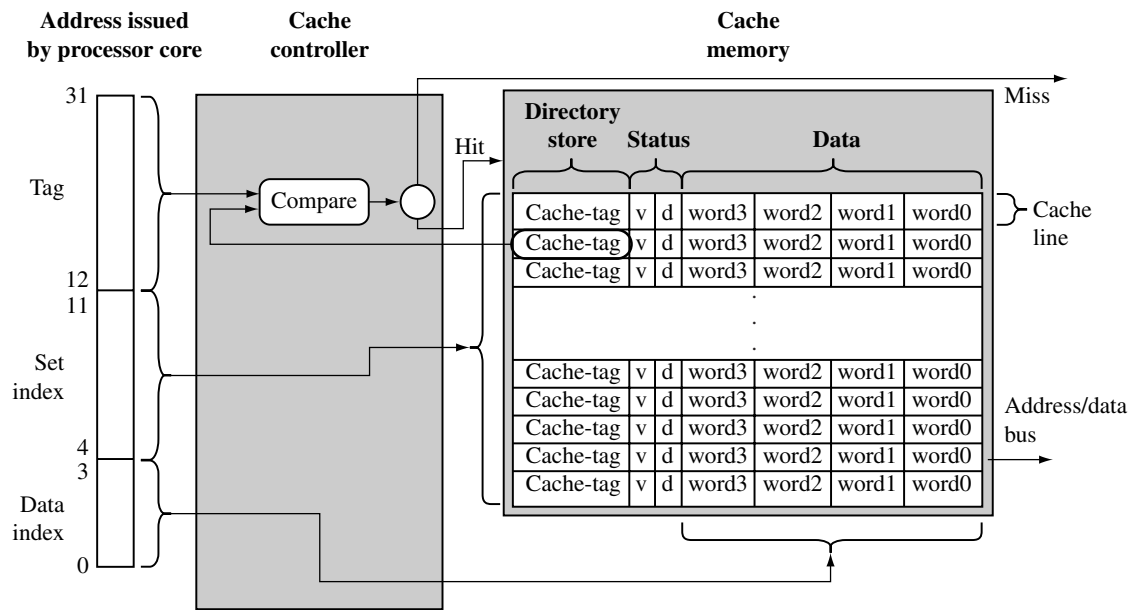 Address issued
by processor core
Cache
controller
Cache
memory
31
Tag
12
11
Set
index
4
3
Data
index
0
Compare
Hit
Miss
Directory
store
Status
Data
Cache-tag v d word3 word2 word1 word0
Cache-tag v d word3 word2 word1 word0
Cache-tag v d word3 word2 word1 word0
.
.
.
Cache-tag v d word3 word2 word1 word0
Cache-tag v d word3 word2 word1 word0
Cache-tag v d word3 word2 word1 word0
Cache-tag v d word3 word2 word1 word0
Cache-tag v d word3 word2 word1 word0
Cache
line
Address/data
bus